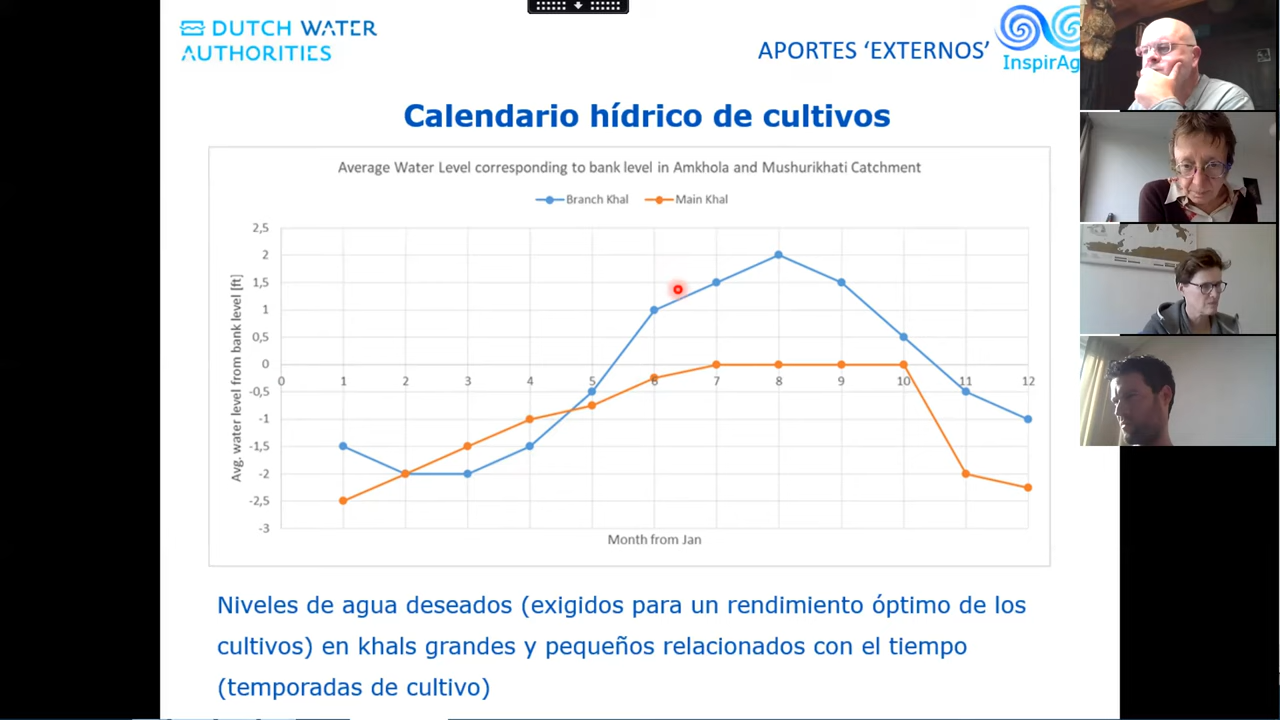 DUTCH WATER
AUTHORITIES
APORTES ‘EXTERNOS’
InspirAg
Calendario hídrico de cultivos
Average Water Level corresponding to bank level in Amkhola and Mushurikhati Catchment
Branch Khal
Main Khal
Avg. water level from bank level [ft]
2,5
2
1,5
1
0,5
0
-0,5
-1
-1,5
-2
-2,5
-3
0 1 2 3 4 5 6 7 8 9 10 11 12
Month from Jan
Niveles de agua deseados (exigidos para un rendimiento óptimo de los
cultivos) en khals grandes y pequeños relacionados con el tiempo
(temporadas de cultivo)